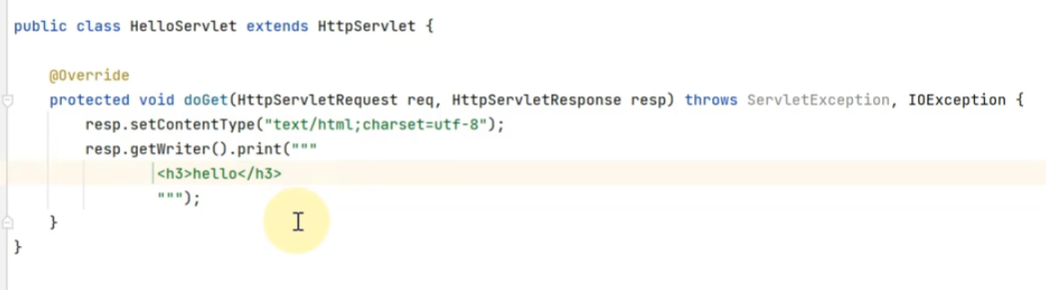 public class HelloServlet extends HttpServlet {
@Override
protected void doGet(HttpServletRequest req, HttpServletResponse resp) throws ServletException, IOException {
resp.setContentType("text/html;charset=utf-8");
resp.getWriter().print("""
<h3>hello</h3>
""");
}
}